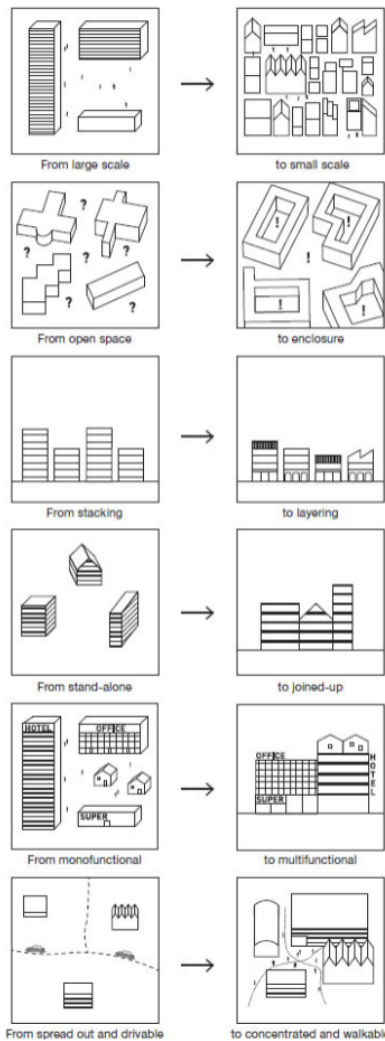 From large scale
to small scale
? ? ? ? ? ?
! ! ! ! !
From open space
to enclosure
From stacking
to layering
From stand-alone
to joined-up
HOTEL
OFFICE
SUPER
OFFICE
HOTEL
SUPER
From monofunctional
to multifunctional
From spread out and drivable
to concentrated and walkable